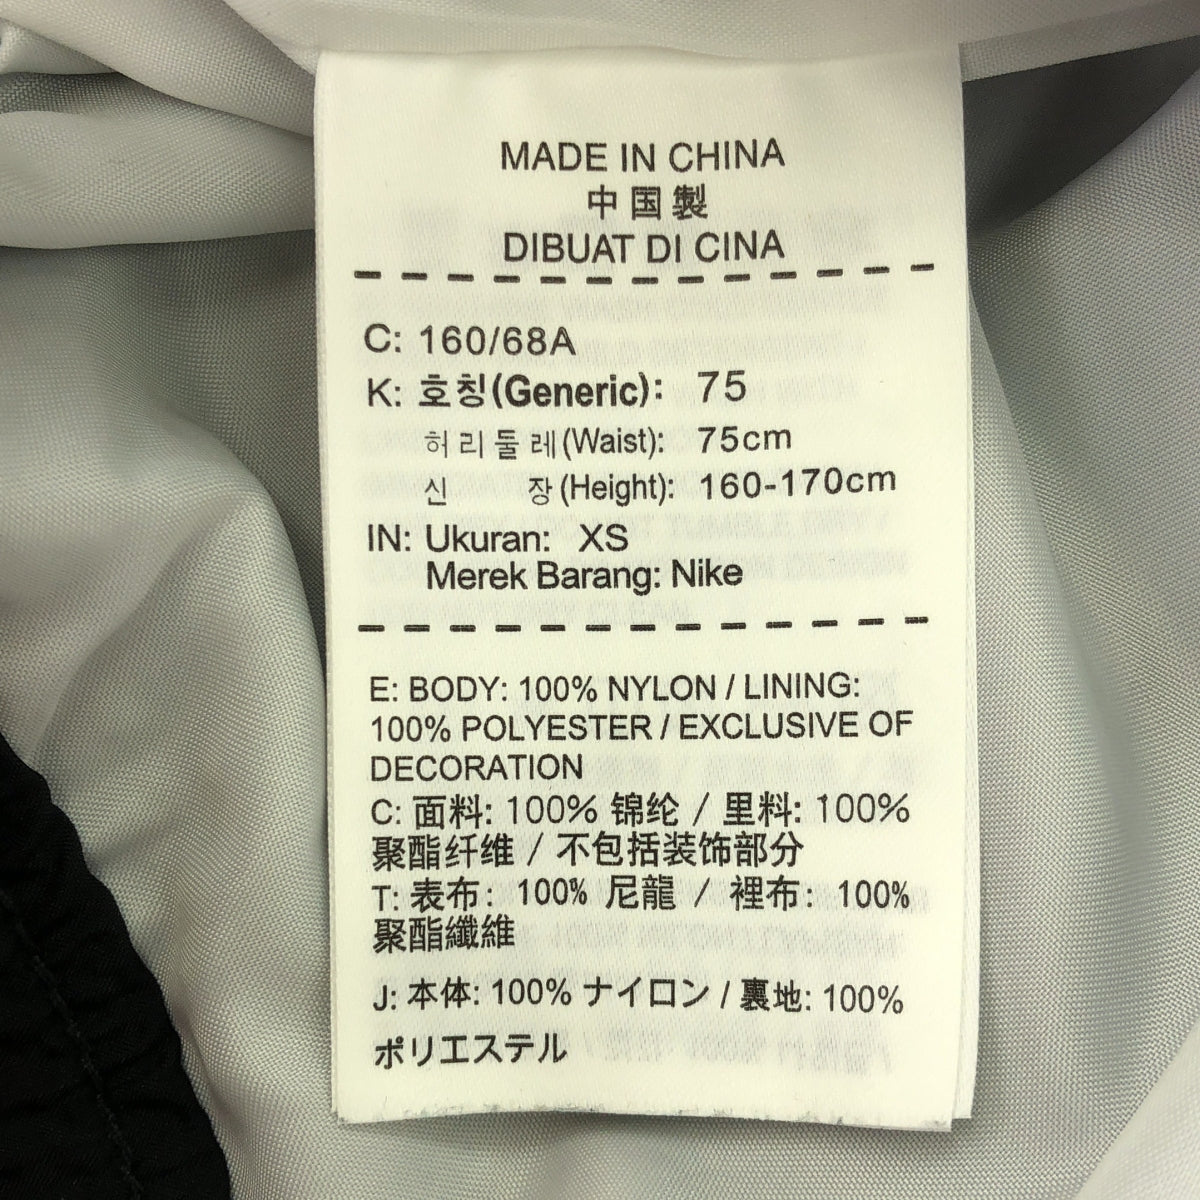 MADE IN CHINA
中国製
DIBUAT DI CINA
C: 160/68A
K: 호칭(Generic): 75
허리둘레(Waist): 75cm
신 장(Height): 160-170cm
IN: Ukuran: XS
Merek Barang: Nike
E: BODY: 100% NYLON / LINING:
100% POLYESTER / EXCLUSIVE OF
DECORATION
C: 面料: 100% 锦纶 / 里料: 100%
聚酯纤维 / 不包括装饰部分
T: 表布: 100% 尼龍 / 裡布: 100%
聚酯纖維
J: 本体: 100% ナイロン / 裏地: 100%
ポリエステル